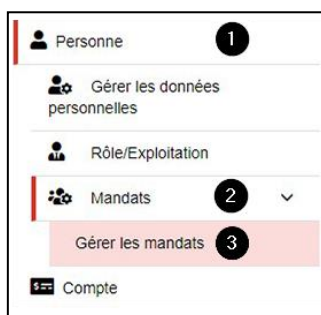 Personne 1
Gérer les données
personnelles
Rôle/Exploitation
Mandats 2
Gérer les mandats 3
Compte